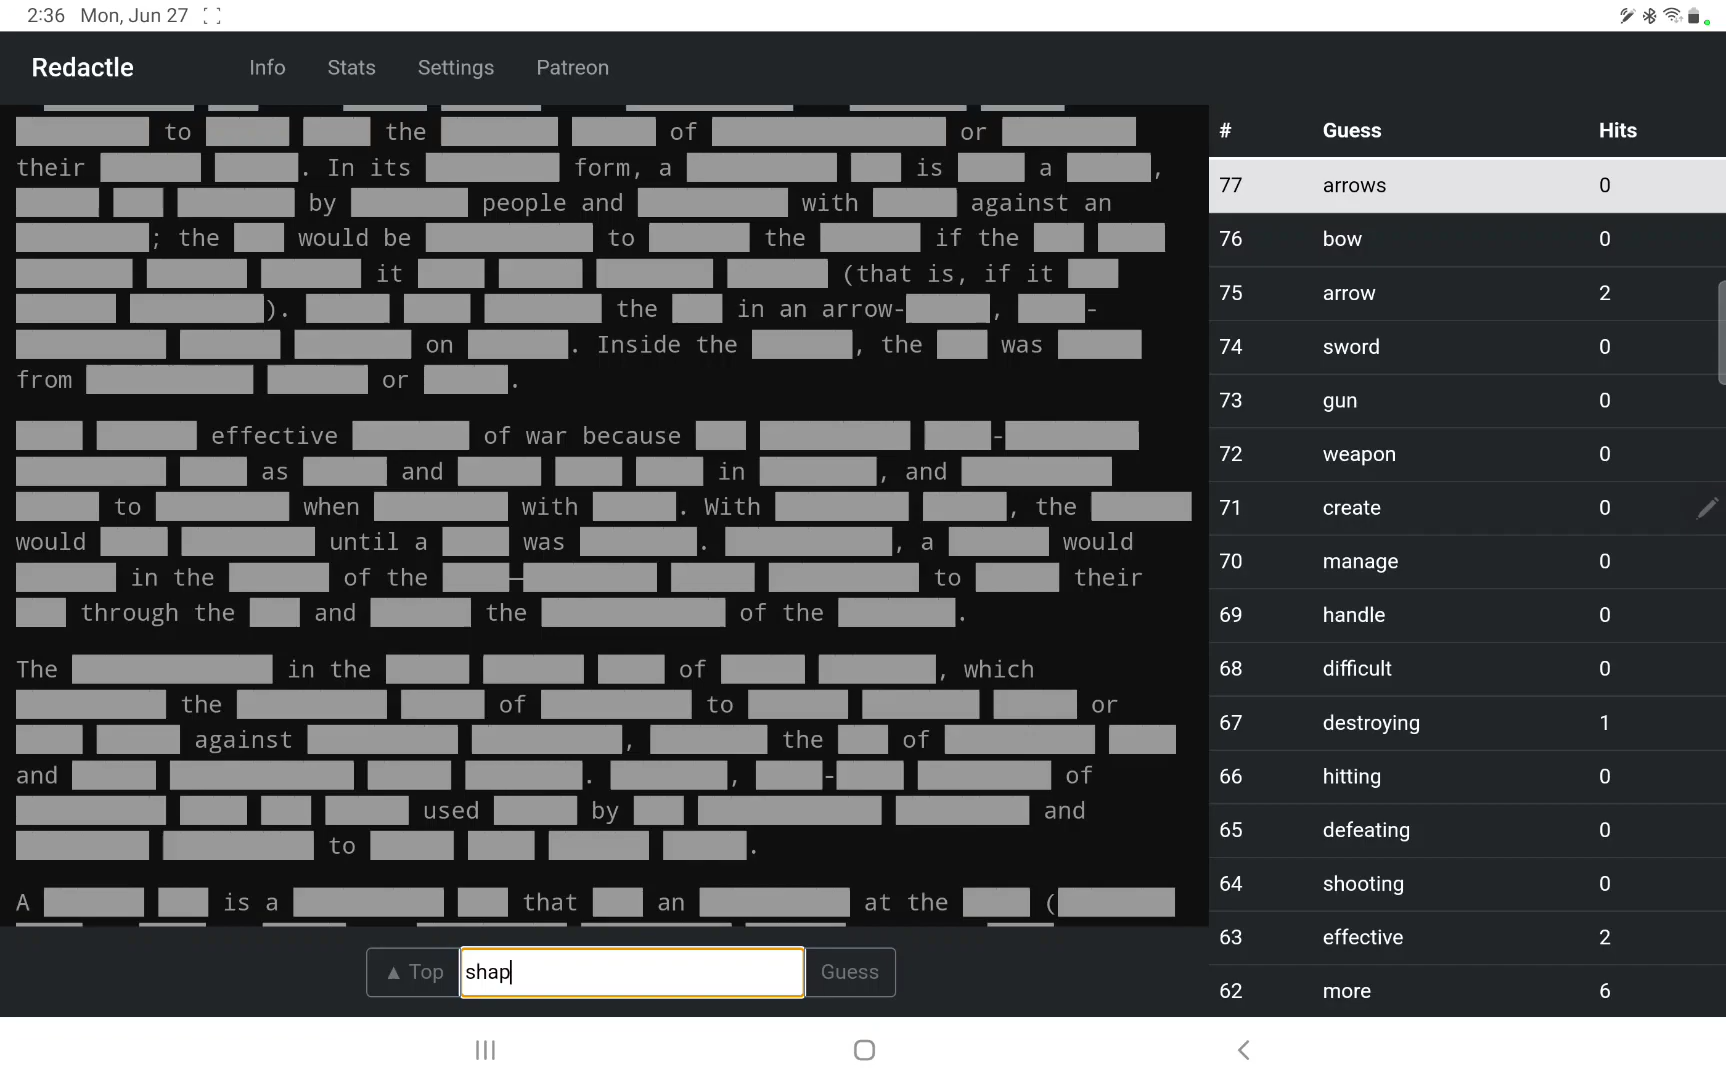 2:36 Mon, Jun 27
Redactle Info Stats Settings Patreon
to the of or
their . In its form, a is a ,
by people and with against an
; the would be to the if the
it (that is, if it
). the in an arrow- , -
on . Inside the , the was
from or .
effective of war because -
as and in , and
to when with . With , the
would until a was . , a would
in the of the — to their
through the and the of the .
The in the of , which
the of to or
against , the of
and . , - of
used by and
to .
A is a that an at the (
▲ Top shap Guess
# Guess Hits
77 arrows 0
76 bow 0
75 arrow 2
74 sword 0
73 gun 0
72 weapon 0
71 create 0
70 manage 0
69 handle 0
68 difficult 0
67 destroying 1
66 hitting 0
65 defeating 0
64 shooting 0
63 effective 2
62 more 6